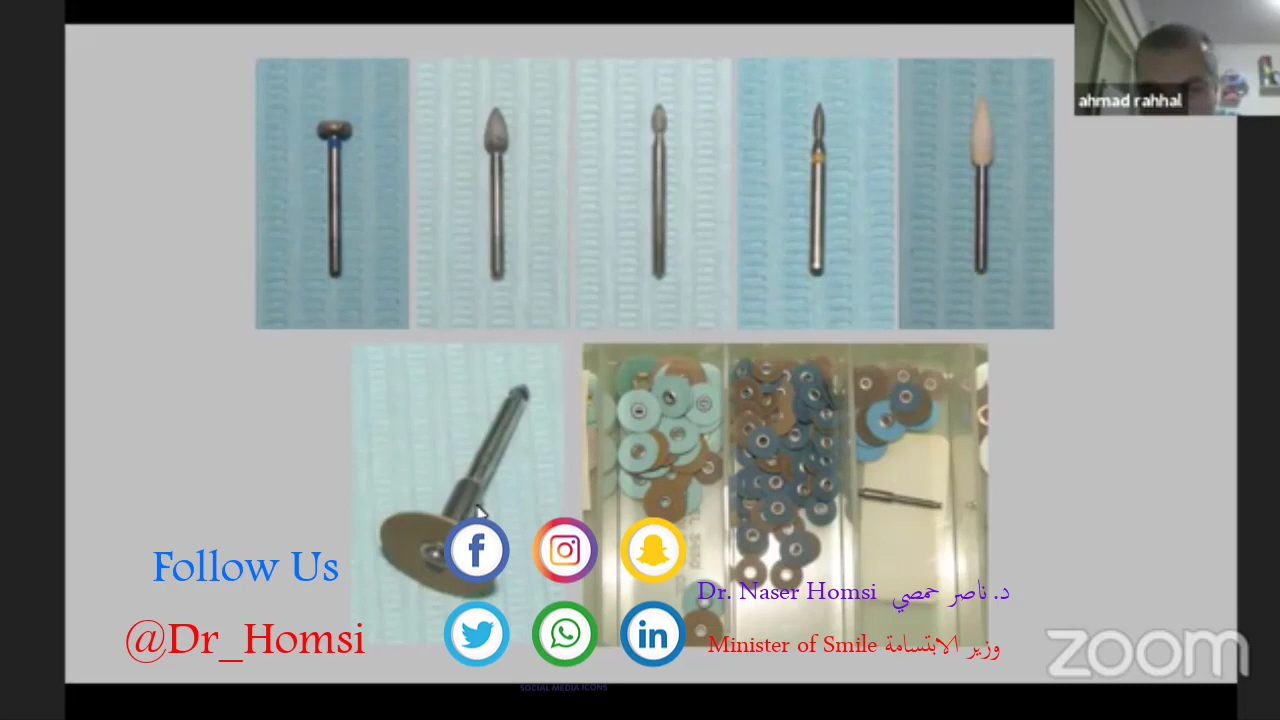 ahmad rahhal
Follow Us
@Dr_Homsi
Dr. Naser Homsi د. ناصر حمصي
Minister of Smile وزير الابتسامة
zoom
SOCIAL MEDIA ICONS